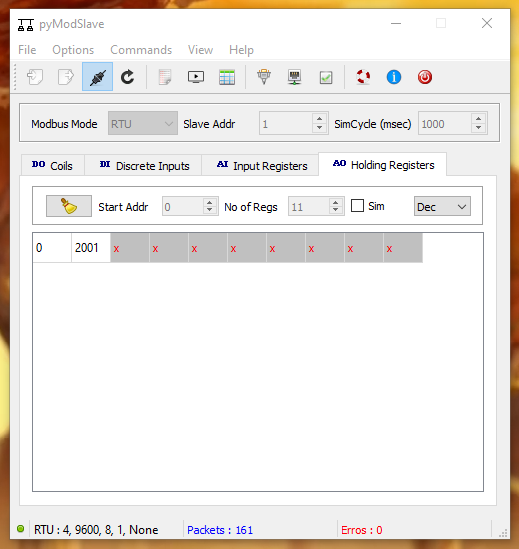 pyModSlave
File Options Commands View Help
Modbus Mode RTU Slave Addr 1 SimCycle (msec) 1000
DO Coils DI Discrete Inputs AI Input Registers AO Holding Registers
Start Addr 0 No of Regs 11 Sim Dec
0 2001 x x x x x x x x
RTU : 4, 9600, 8, 1, None Packets : 161 Erros : 0